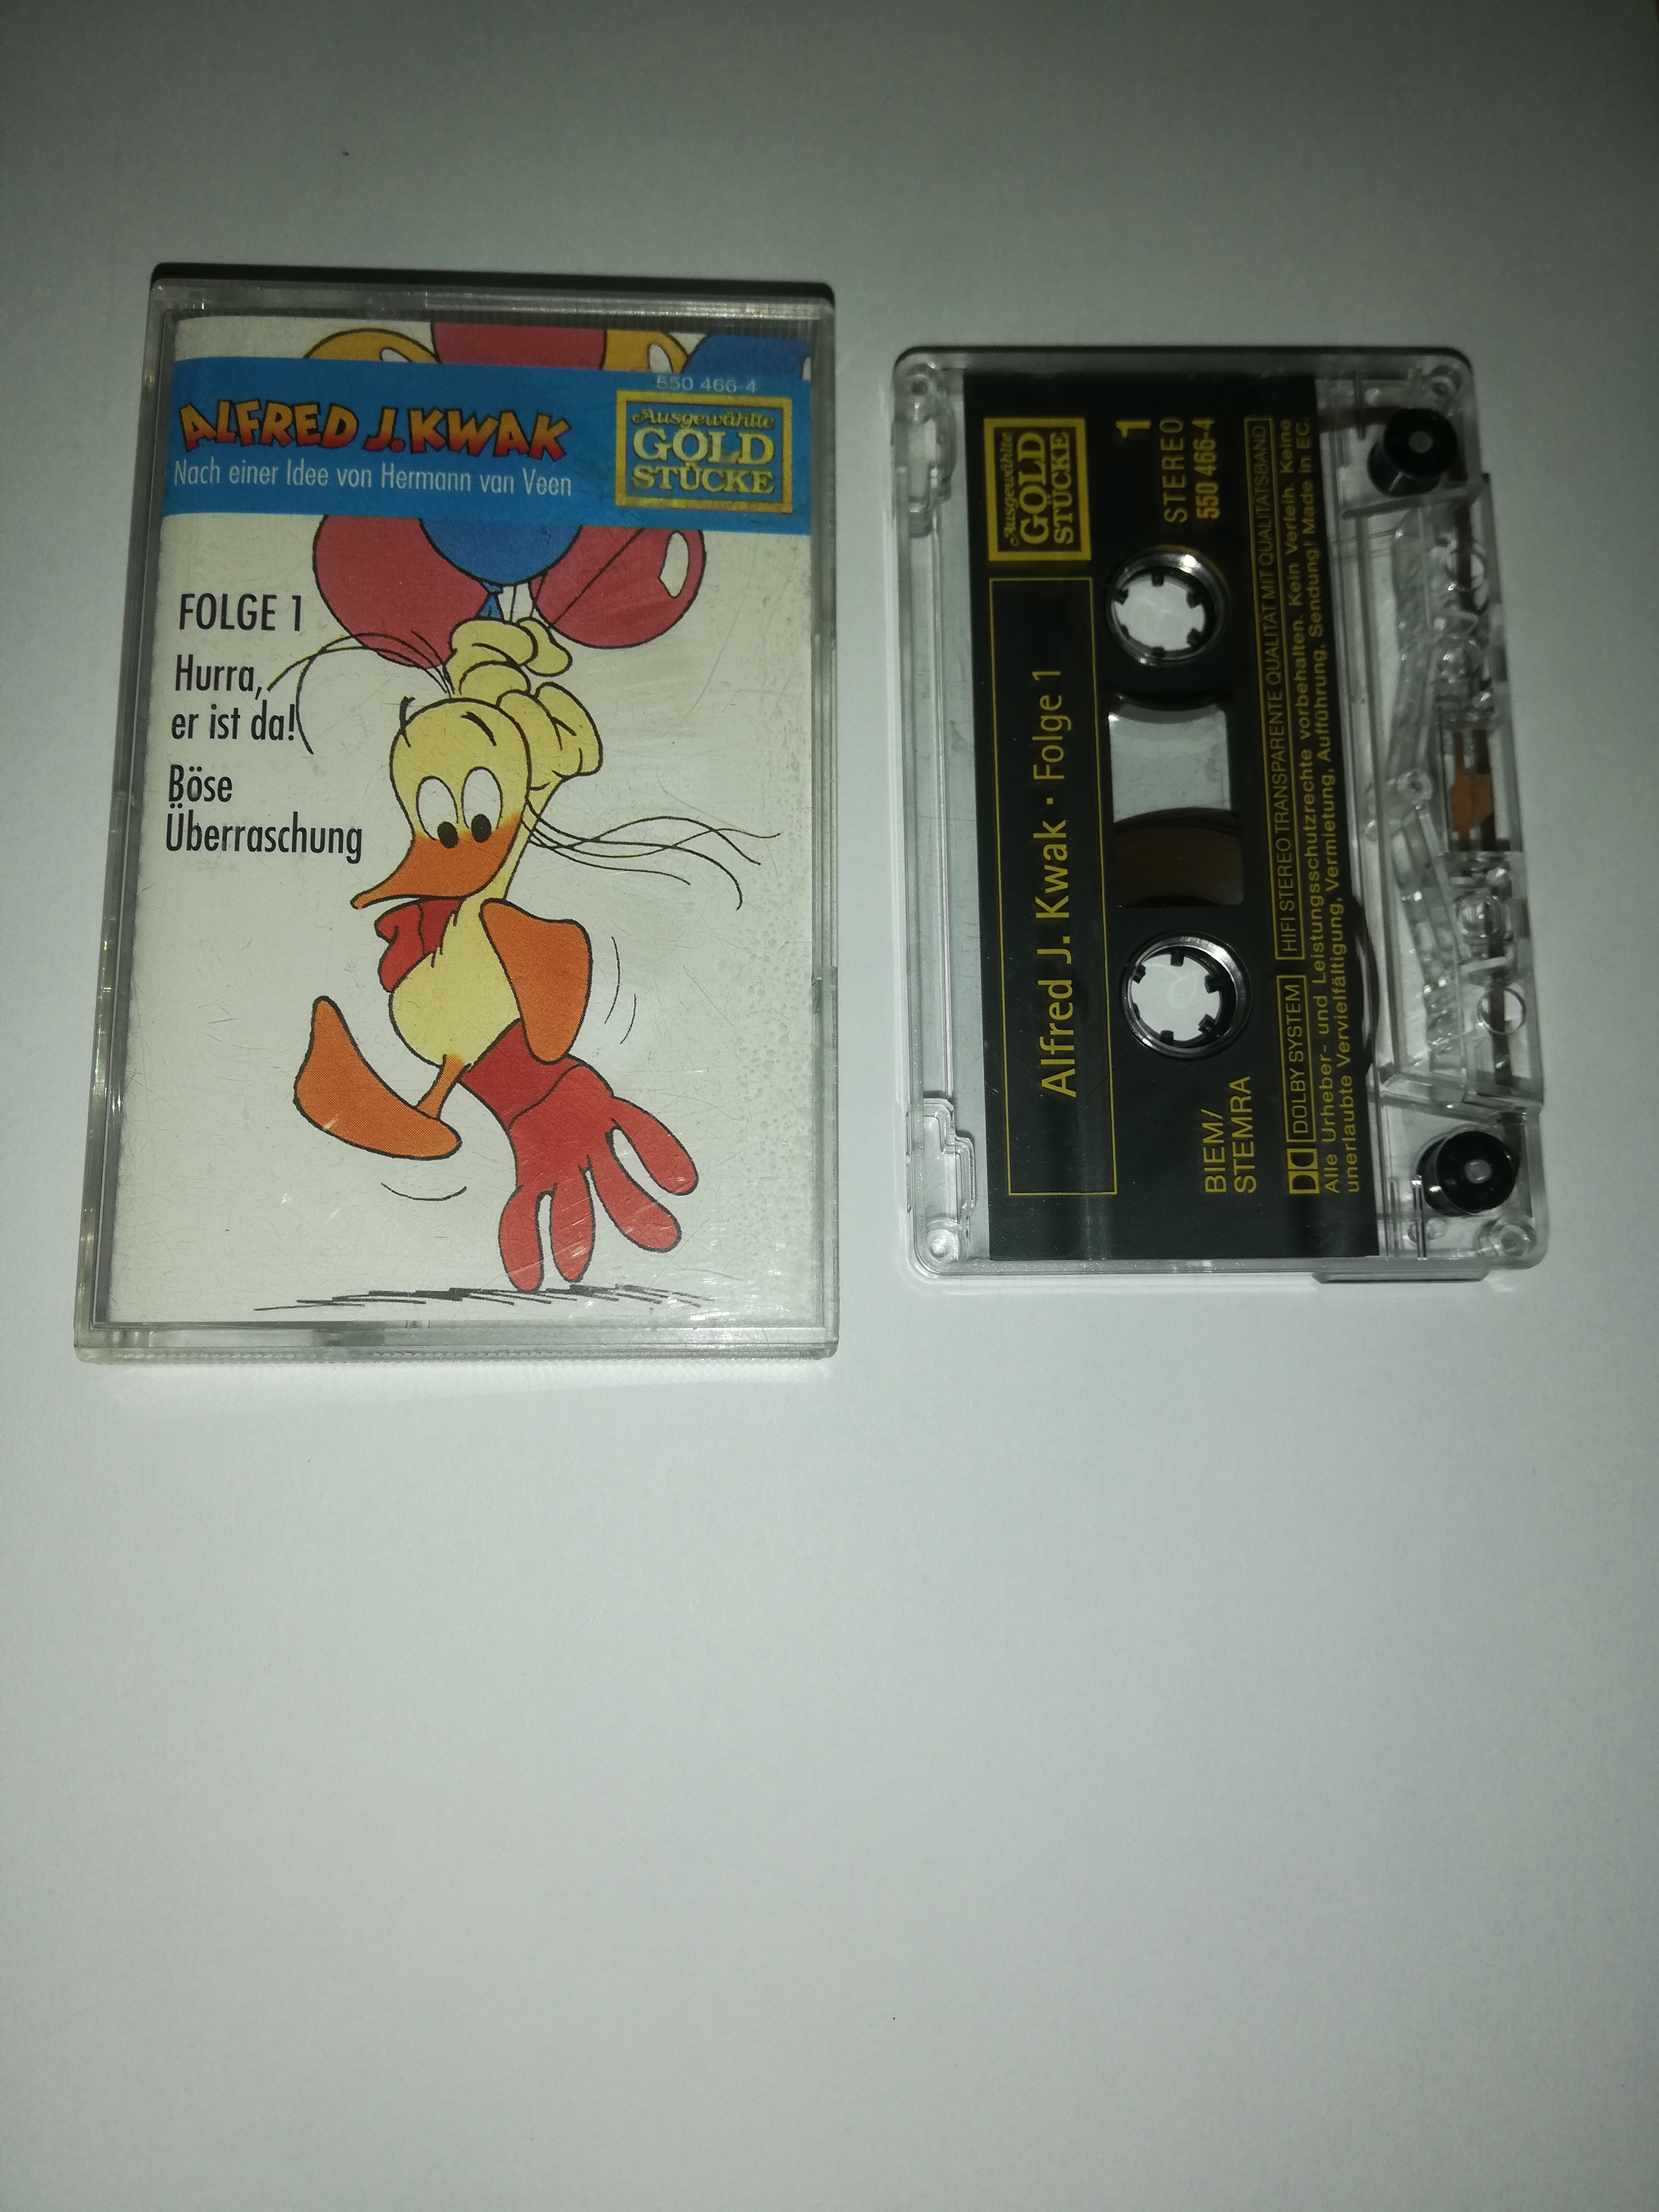 550 466-4
ALFRED J. KWAK
Nach einer Idee von Hermann van Veen
Ausgewählte
GOLD
STÜCKE
FOLGE 1
Hurra,
er ist da!
Böse
Überraschung
Ausgewählte
GOLD
STÜCKE
Alfred J. Kwak · Folge 1
1
STEREO
550 466-4
BIEM/
STEMRA
DOLBY SYSTEM HIFI STEREO TRANSPARENTE QUALITÄT MIT QUALITÄTSBAND
Alle Urheber- und Leistungsschutzrechte vorbehalten. Kein Verleih. Keine
unerlaubte Vervielfältigung, Vermietung, Aufführung, Sendung! Made in EC.